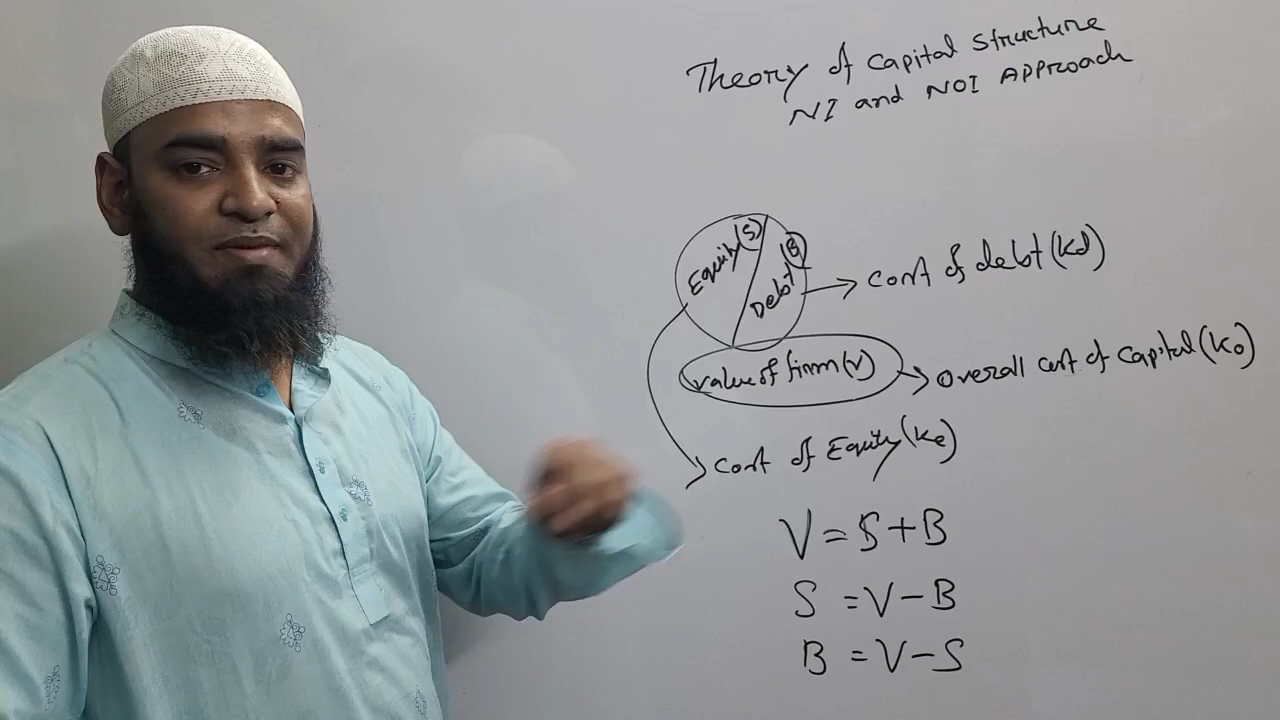 Theory of Capital Structure
NI and NOI Approach
Equity (S)
Debt (B)
Cost of debt (Kd)
Value of firm (V)
Overall cost of capital (Ko)
Cost of Equity (Ke)
V = S + B
S = V - B
B = V - S